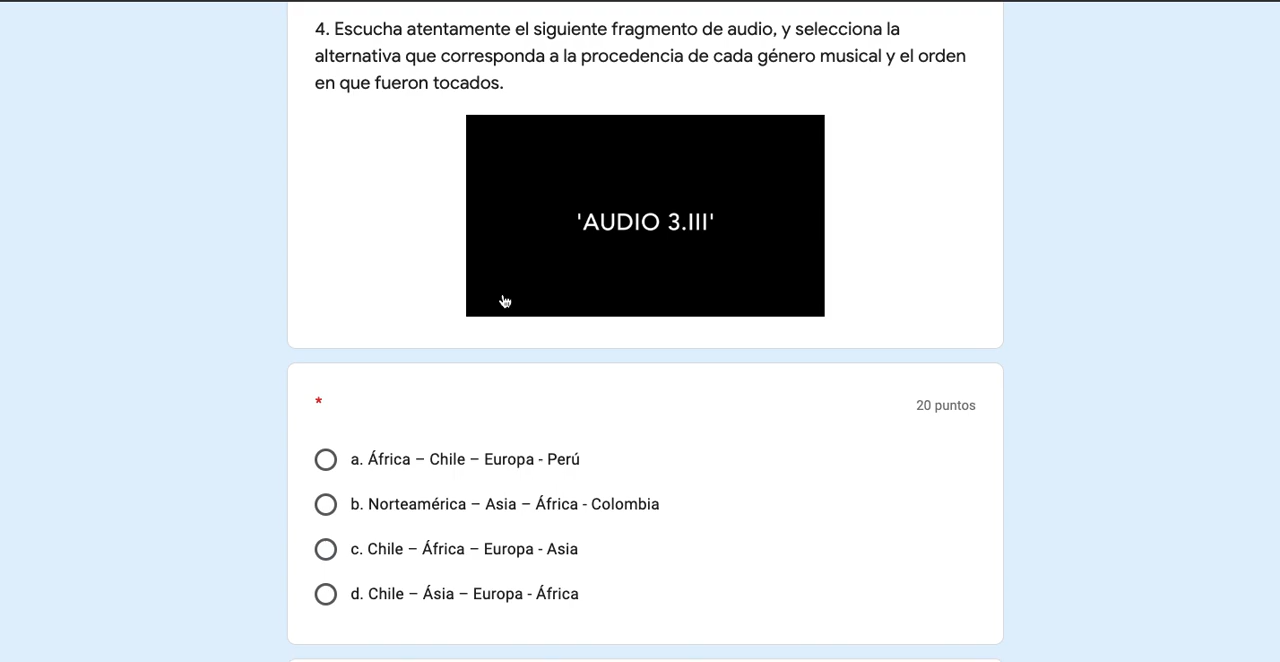 4. Escucha atentamente el siguiente fragmento de audio, y selecciona la
alternativa que corresponda a la procedencia de cada género musical y el orden
en que fueron tocados.
'AUDIO 3.III'
*
20 puntos
a. África – Chile – Europa - Perú
b. Norteamérica – Asia – África - Colombia
c. Chile – África – Europa - Asia
d. Chile – Ásia – Europa - África